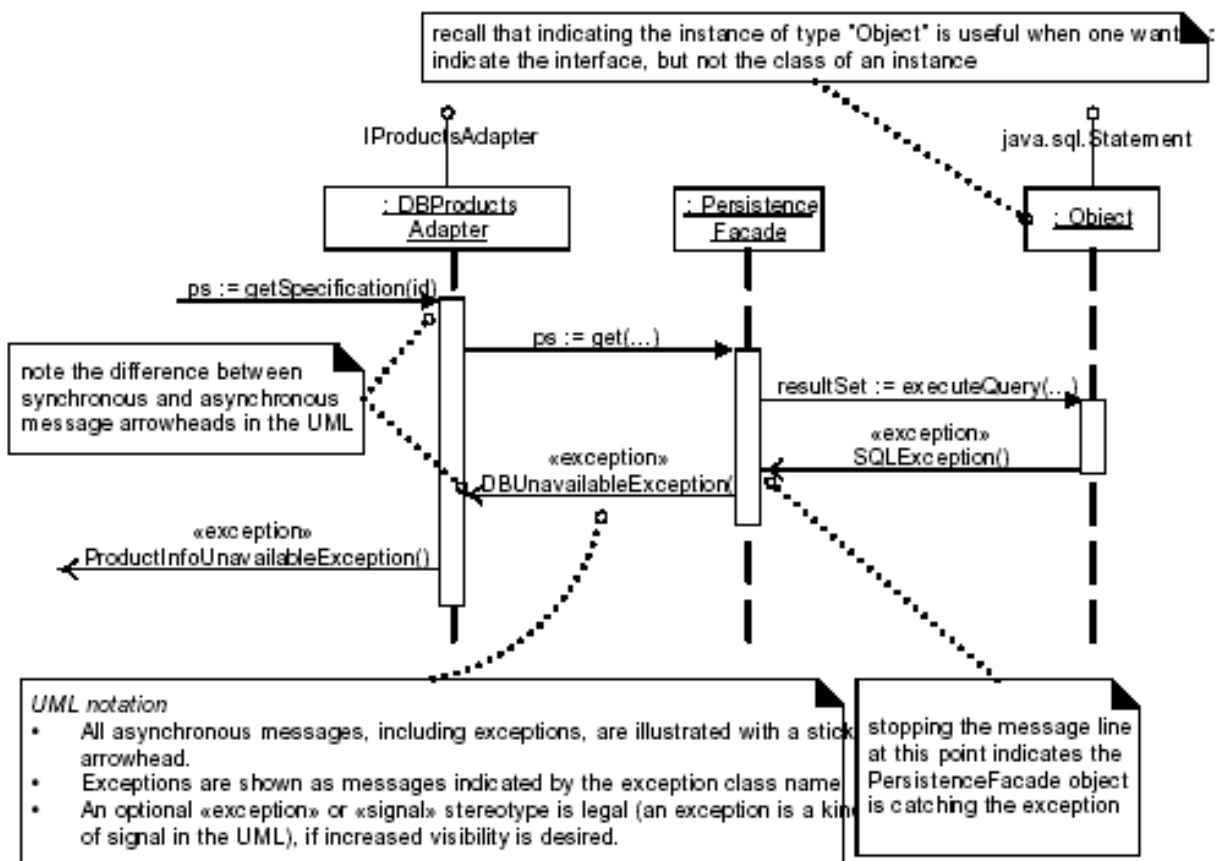 recall that indicating the instance of type "Object" is useful when one want
indicate the interface, but not the class of an instance
IProductsAdapter
java.sql.Statement
: DBProducts
Adapter
: Persistence
Facade
: Object
ps := getSpecification(id)
ps := get(...)
note the difference between
synchronous and asynchronous
message arrowheads in the UML
resultSet := executeQuery(...)
«exception»
SQLException()
«exception»
DBUnavailableException(
«exception»
ProductInfoUnavailableException()
UML notation
• All asynchronous messages, including exceptions, are illustrated with a stick
arrowhead.
• Exceptions are shown as messages indicated by the exception class name
• An optional «exception» or «signal» stereotype is legal (an exception is a kin
of signal in the UML), if increased visibility is desired.
stopping the message line
at this point indicates the
PersistenceFacade object
is catching the exception